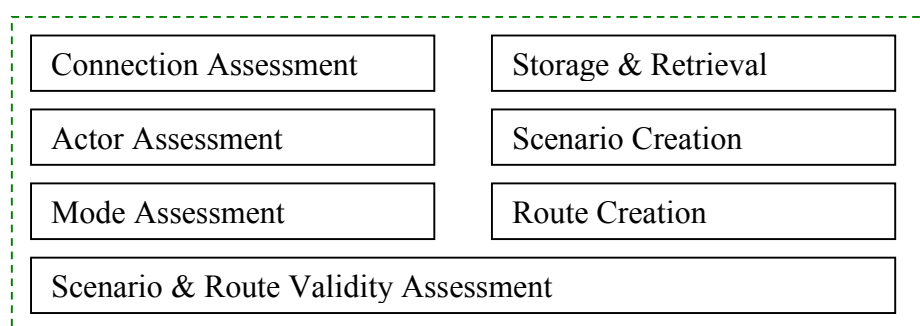 Connection Assessment
Storage & Retrieval
Actor Assessment
Scenario Creation
Mode Assessment
Route Creation
Scenario & Route Validity Assessment